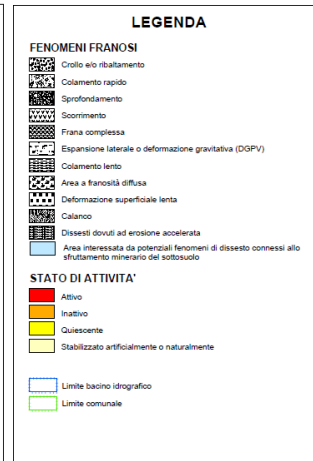 LEGENDA
FENOMENI FRANOSI
Crollo e/o ribaltamento
Colamento rapido
Sprofondamento
Scorrimento
Frana complessa
Espansione laterale o deformazione gravitativa (DGPV)
Colamento lento
Area a franosità diffusa
Deformazione superficiale lenta
Calanco
Dissesti dovuti ad erosione accelerata
Area interessata da potenziali fenomeni di dissesto connessi allo
sfruttamento minerario del sottosuolo
STATO DI ATTIVITA'
Attivo
Inattivo
Quiescente
Stabilizzato artificialmente o naturalmente
Limite bacino idrografico
Limite comunale